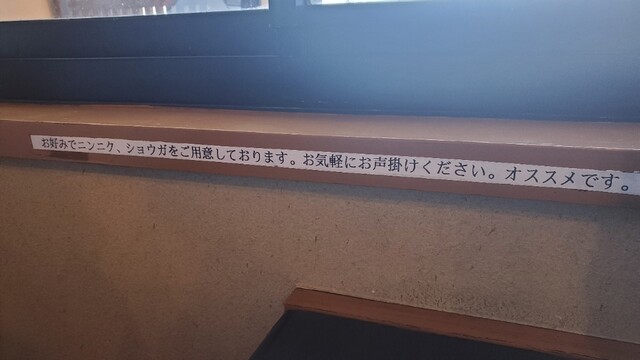 お好みでニンニク、ショウガをご用意しております。お気軽にお声掛けください。オススメです。